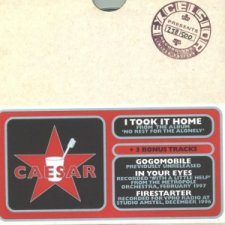 EXCELSIOR
PRESENTS
I TOOK IT HOME
FROM THE ALBUM
'NO REST FOR THE ALONELY'
+ 3 BONUS TRACKS
GOGOMOBILE
PREVIOUSLY UNRELEASED
IN YOUR EYES
RECORDED 'WITH A LITTLE HELP'
FROM THE METROPOLE
ORCHESTRA, FEBRUARY 1997
FIRESTARTER
RECORDED FOR VPRO RADIO AT
STUDIO AMSTEL, DECEMBER 1996
CAESAR